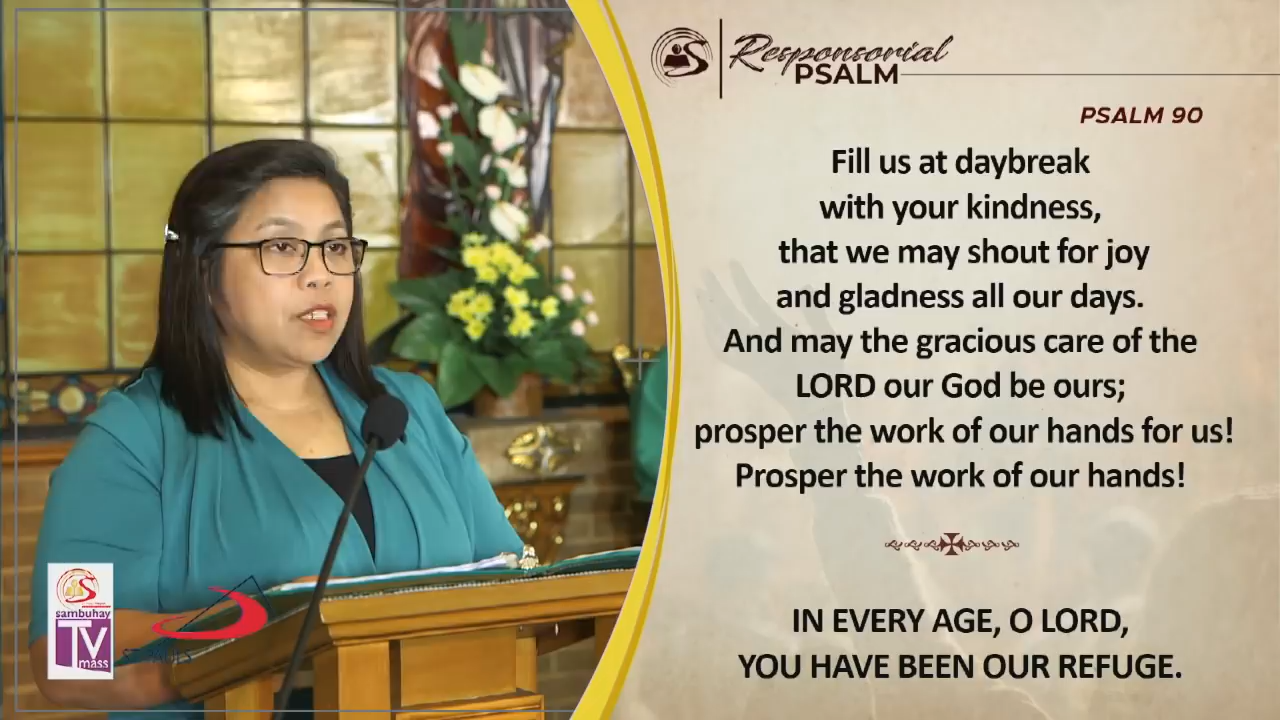 Responsorial
PSALM
PSALM 90
Fill us at daybreak
with your kindness,
that we may shout for joy
and gladness all our days.
And may the gracious care of the
LORD our God be ours;
prosper the work of our hands for us!
Prosper the work of our hands!
IN EVERY AGE, O LORD,
YOU HAVE BEEN OUR REFUGE.
sambuhay
TV
mass